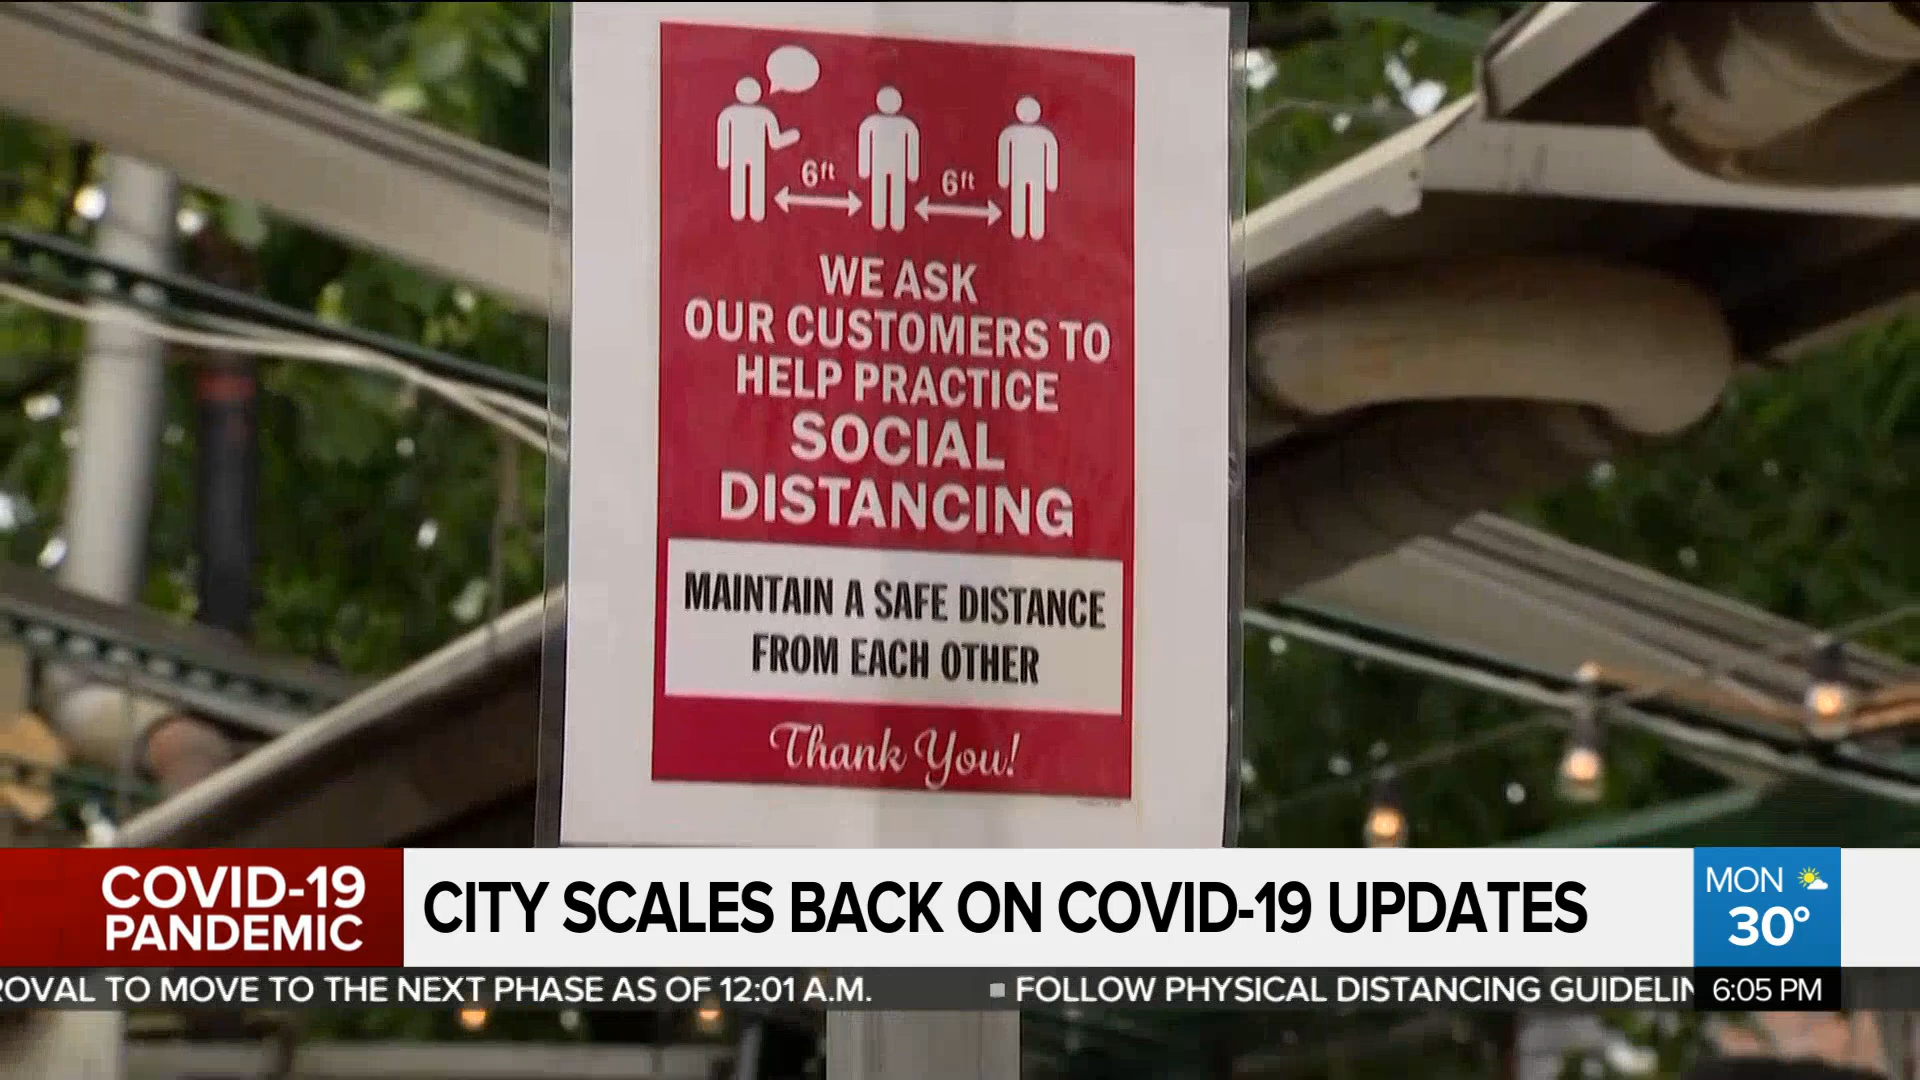 6ft
6ft
WE ASK
OUR CUSTOMERS TO
HELP PRACTICE
SOCIAL
DISTANCING
MAINTAIN A SAFE DISTANCE
FROM EACH OTHER
Thank You!
COVID-19
PANDEMIC
CITY SCALES BACK ON COVID-19 UPDATES
MON
30°
ROVAL TO MOVE TO THE NEXT PHASE AS OF 12:01 A.M. ■ FOLLOW PHYSICAL DISTANCING GUIDELIN
6:05 PM